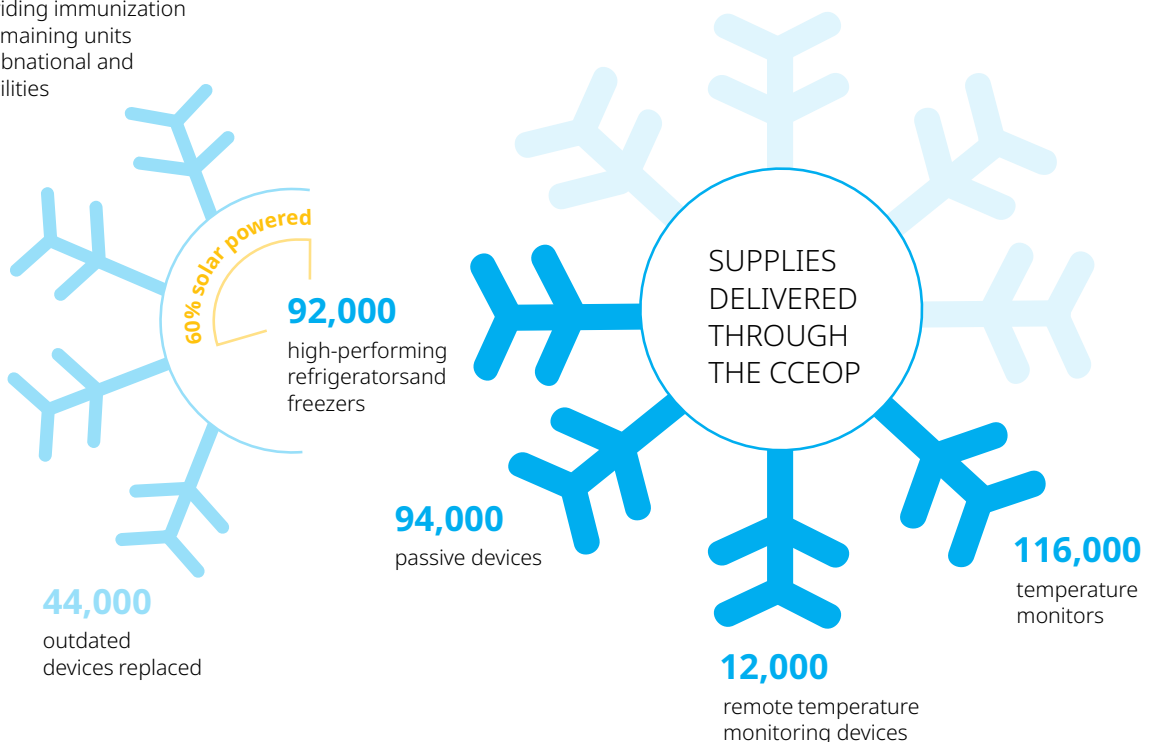 iding immunization
maining units
bnational and
ilities
60% solar powered
92,000
high-performing
refrigeratorsand
freezers
44,000
outdated
devices replaced
SUPPLIES
DELIVERED
THROUGH
THE CCEOP
94,000
passive devices
12,000
remote temperature
monitoring devices
116,000
temperature
monitors